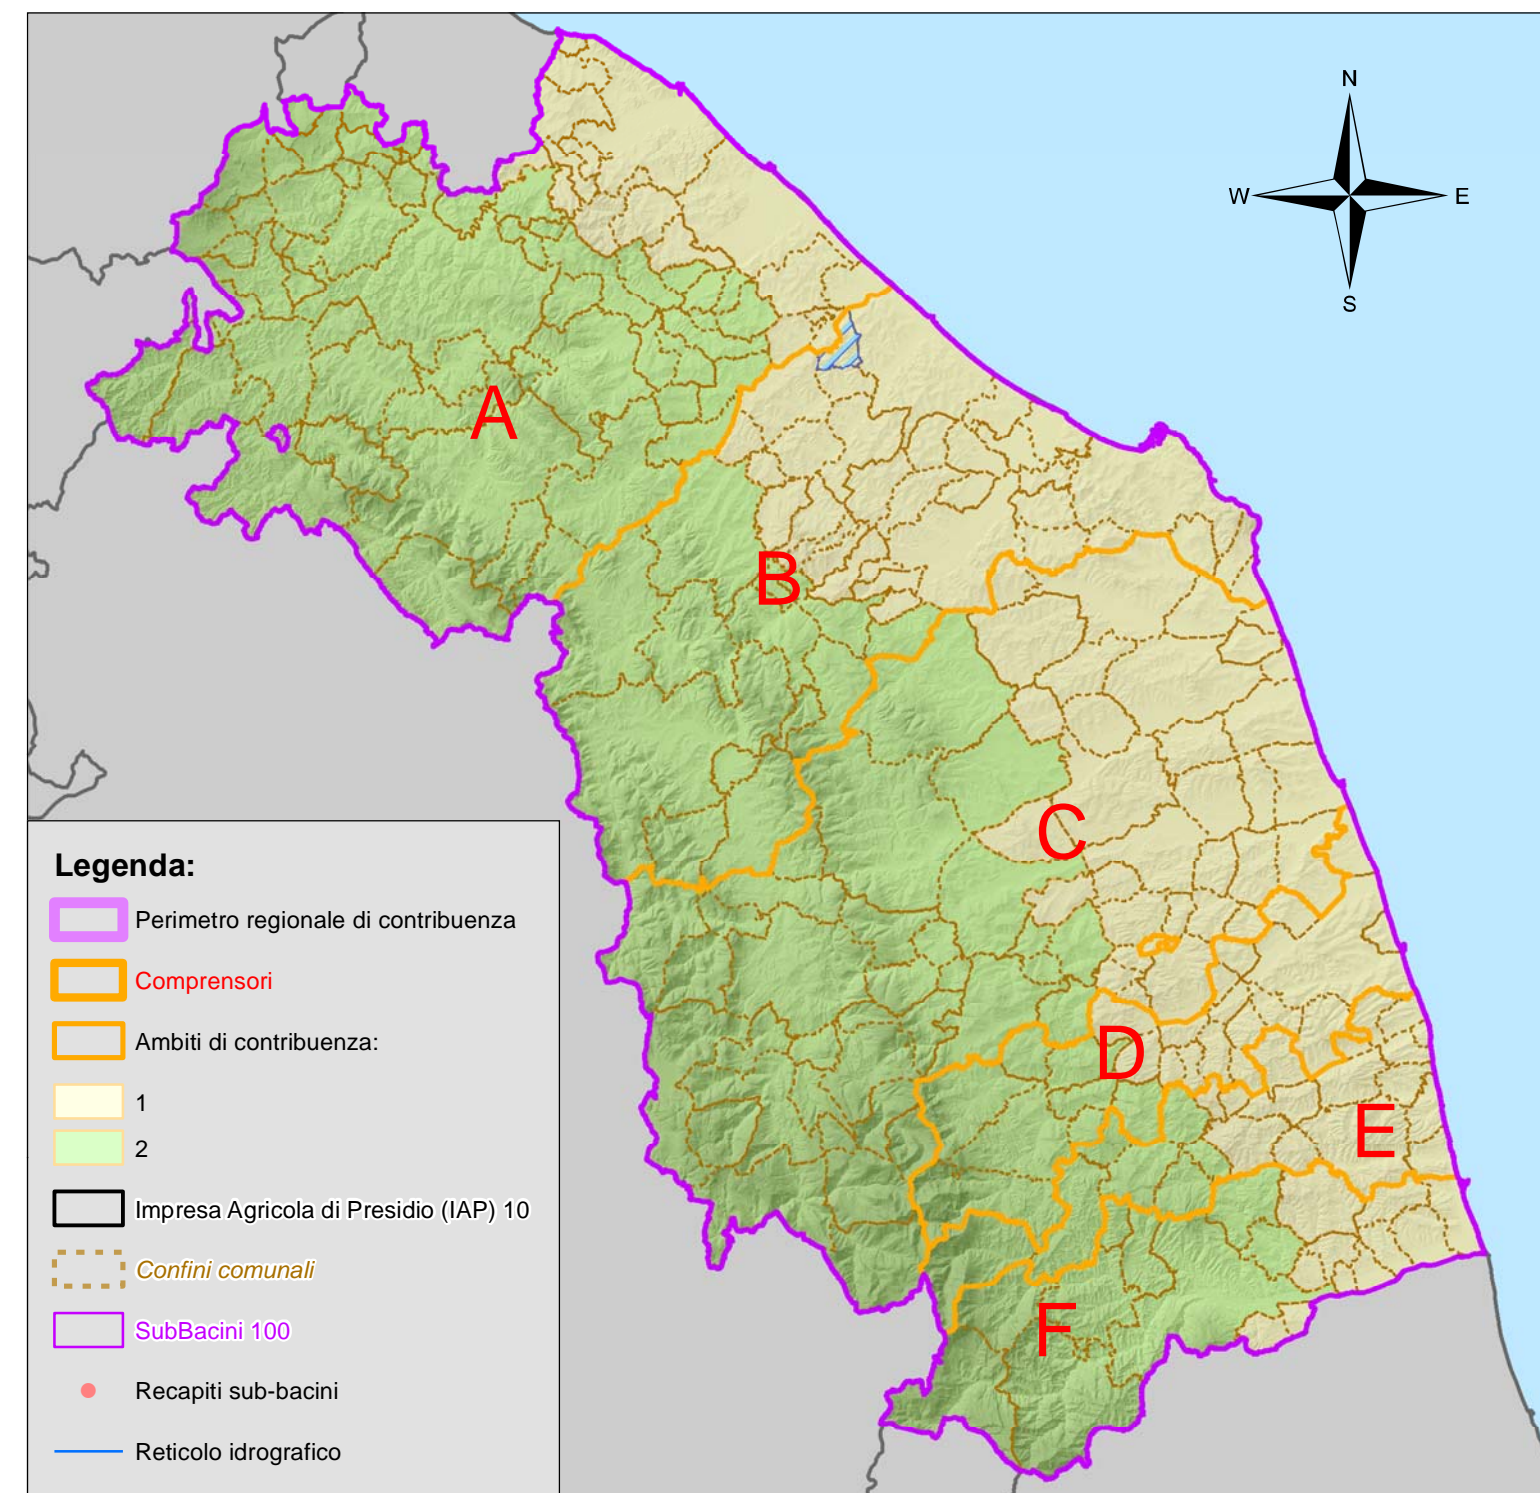 N
W
E
S
A
B
C
D
E
F
Legenda:
Perimetro regionale di contribuenza
Comprensori
Ambiti di contribuenza:
1
2
Impresa Agricola di Presidio (IAP) 10
Confini comunali
SubBacini 100
Recapiti sub-bacini
Reticolo idrografico